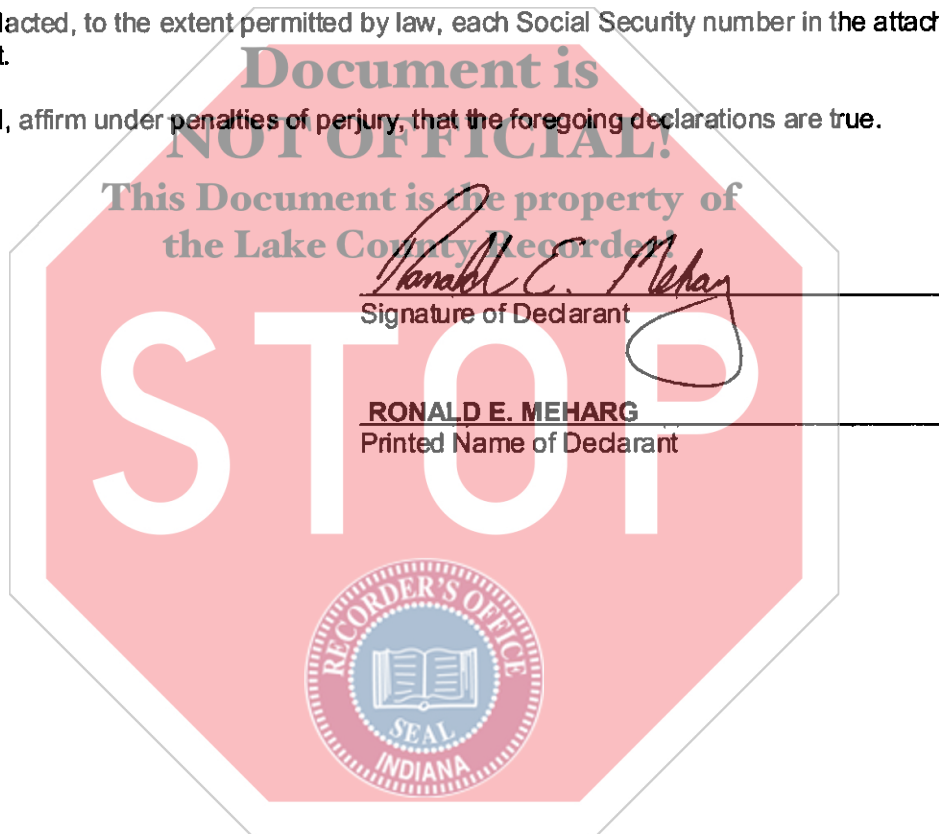 lacted, to the extent permitted by law, each Social Security number in the attach
t.
Document is
I, affirm under penalties of perjury, that the foregoing declarations are true.
NOT OFFICIAL!
This Document is the property of
the Lake County Recorder!
Ronald E. Meharg
Signature of Declarant
STOP
RONALD E. MEHARG
Printed Name of Declarant
RECORDER'S OFFICE
SEAL
INDIANA